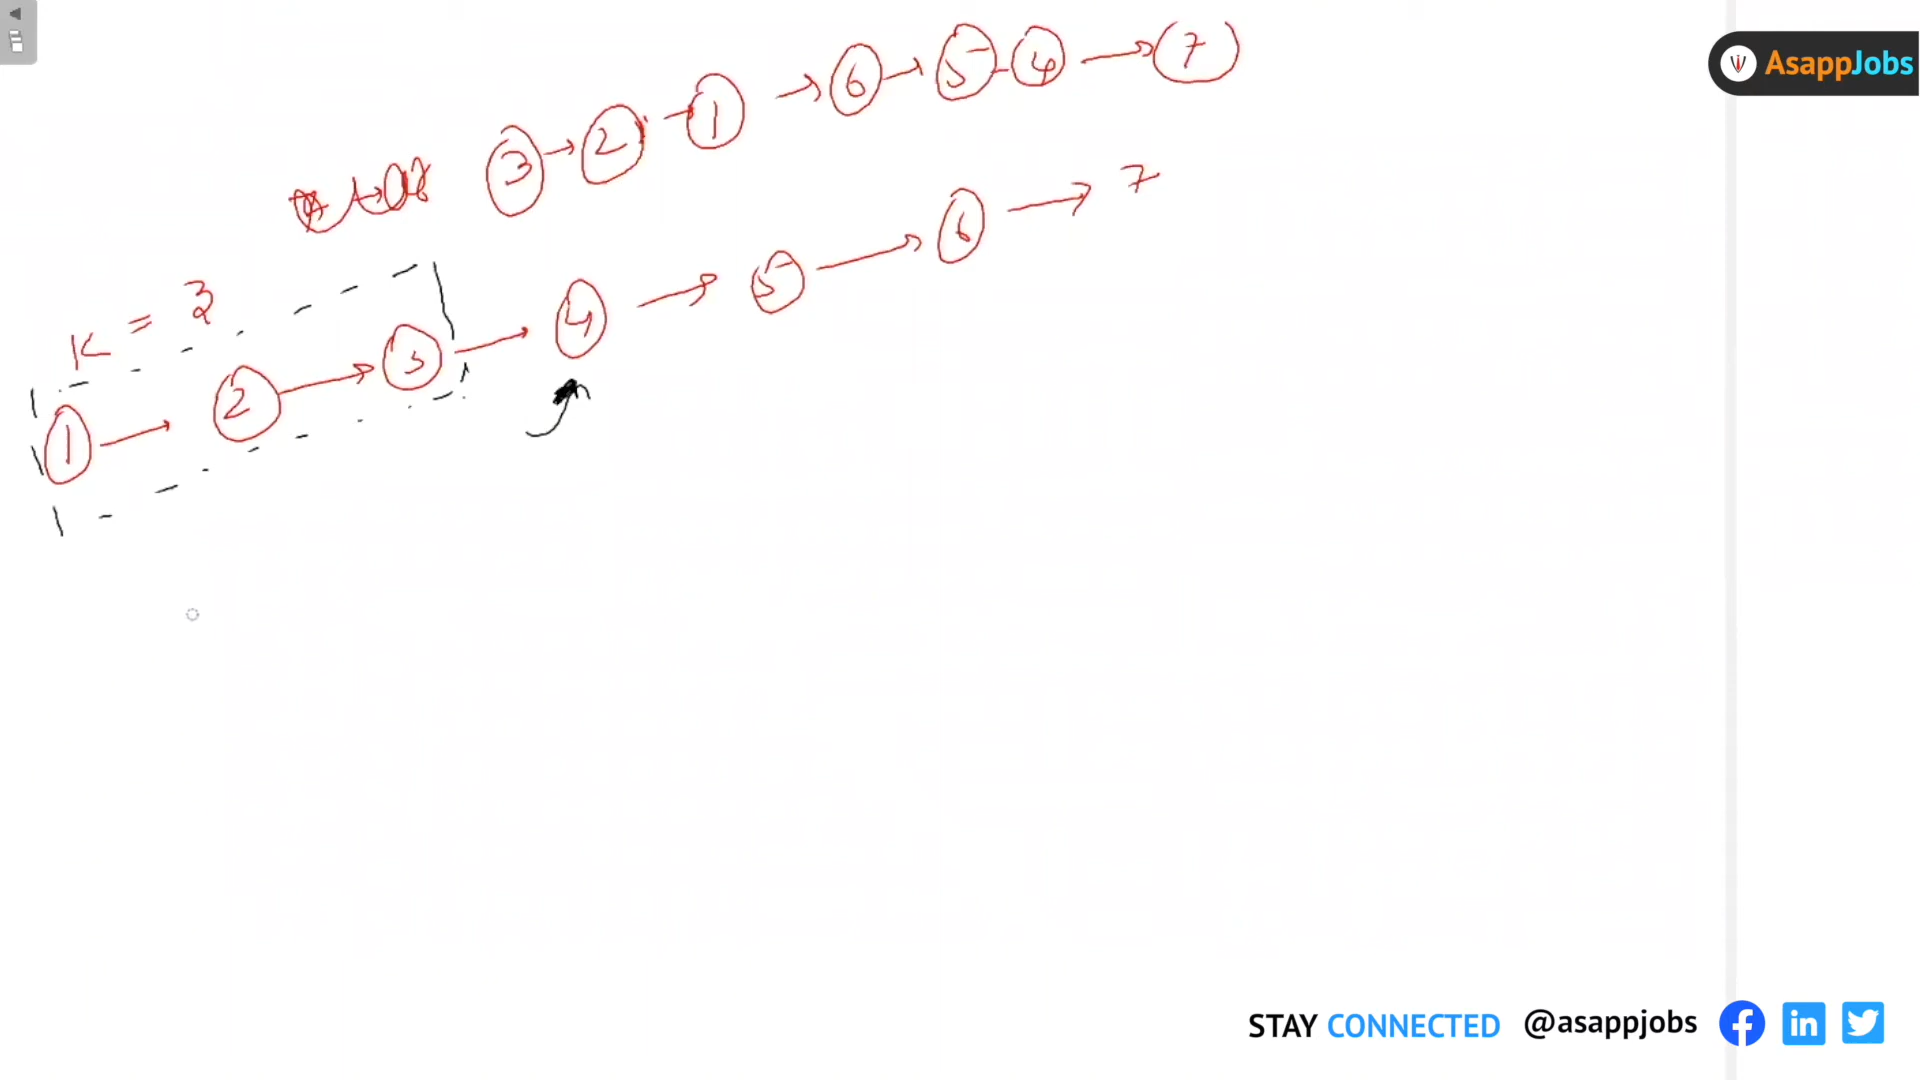 AsappJobs
3 → 2 → 1 → 6 → 5 - 4 → 7
K = 3
1 → 2 → 3 → 4 → 5 → 6 → 7
STAY CONNECTED @asappjobs